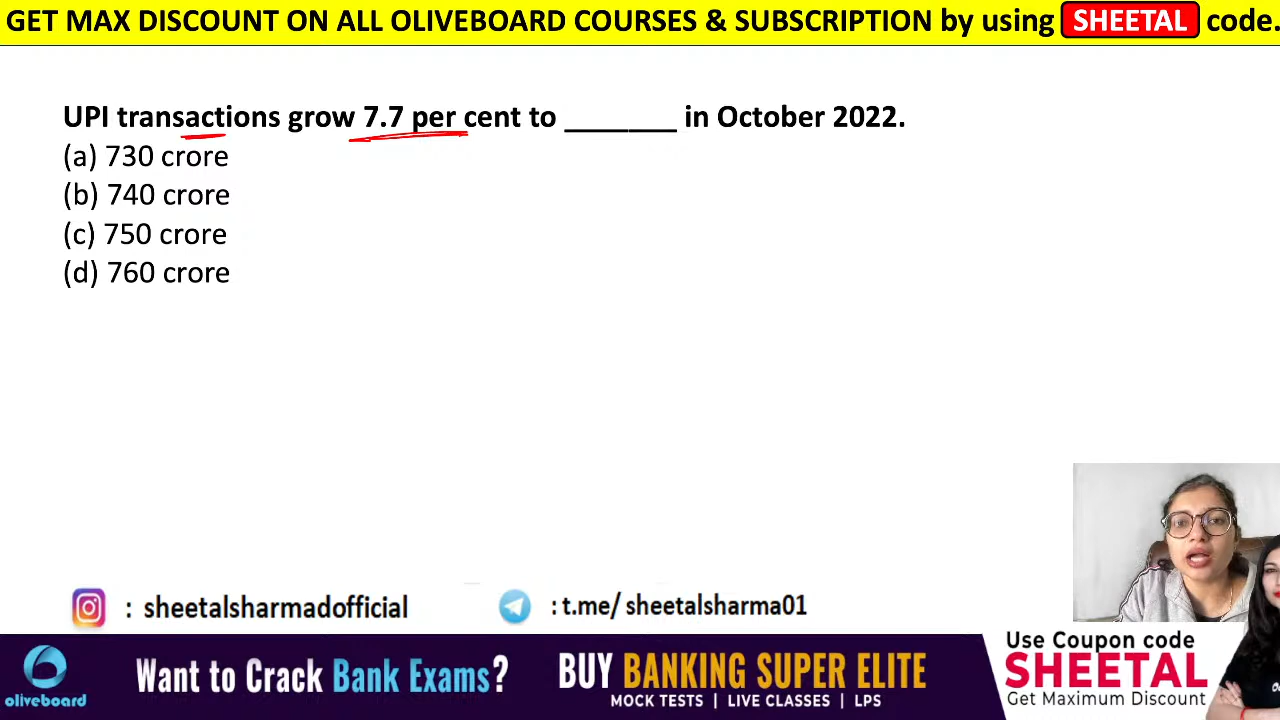 GET MAX DISCOUNT ON ALL OLIVEBOARD COURSES & SUBSCRIPTION by using SHEETAL code.
UPI transactions grow 7.7 per cent to _______ in October 2022.
(a) 730 crore
(b) 740 crore
(c) 750 crore
(d) 760 crore
: sheetalsharmadofficial
: t.me/ sheetalsharma01
oliveboard
Want to Crack Bank Exams?
BUY BANKING SUPER ELITE
MOCK TESTS | LIVE CLASSES | LPS
Use Coupon code
SHEETAL
Get Maximum Discount